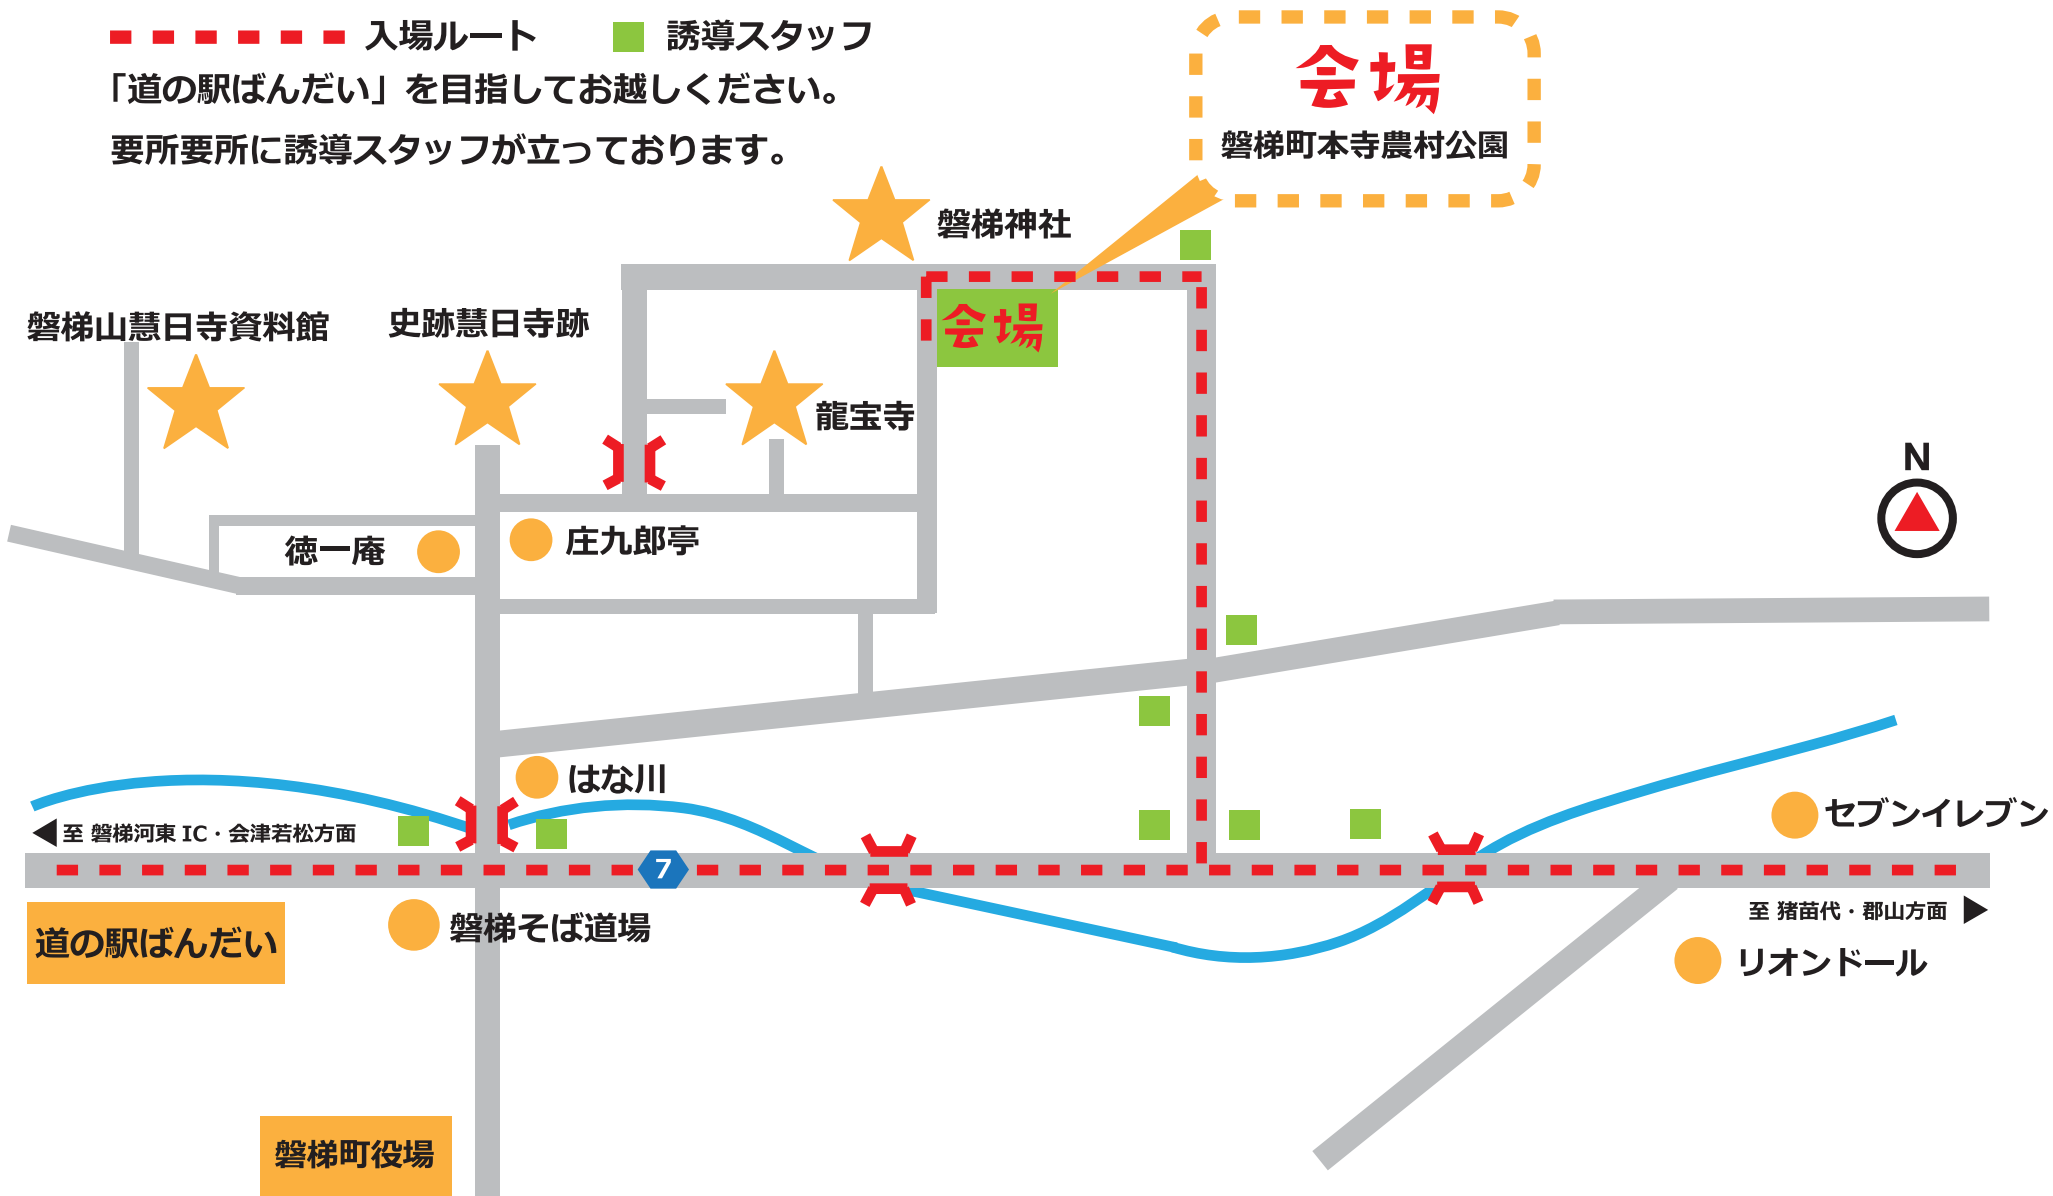 入場ルート
誘導スタッフ
「道の駅ばんだい」を目指してお越しください。
要所要所に誘導スタッフが立っております。
会場
磐梯町本寺農村公園
磐梯神社
会場
磐梯山慧日寺資料館
史跡慧日寺跡
龍宝寺
N
徳一庵
庄九郎亭
はな川
セブンイレブン
至 磐梯河東 IC・会津若松方面
7
至 猪苗代・郡山方面
道の駅ばんだい
磐梯そば道場
リオンドール
磐梯町役場